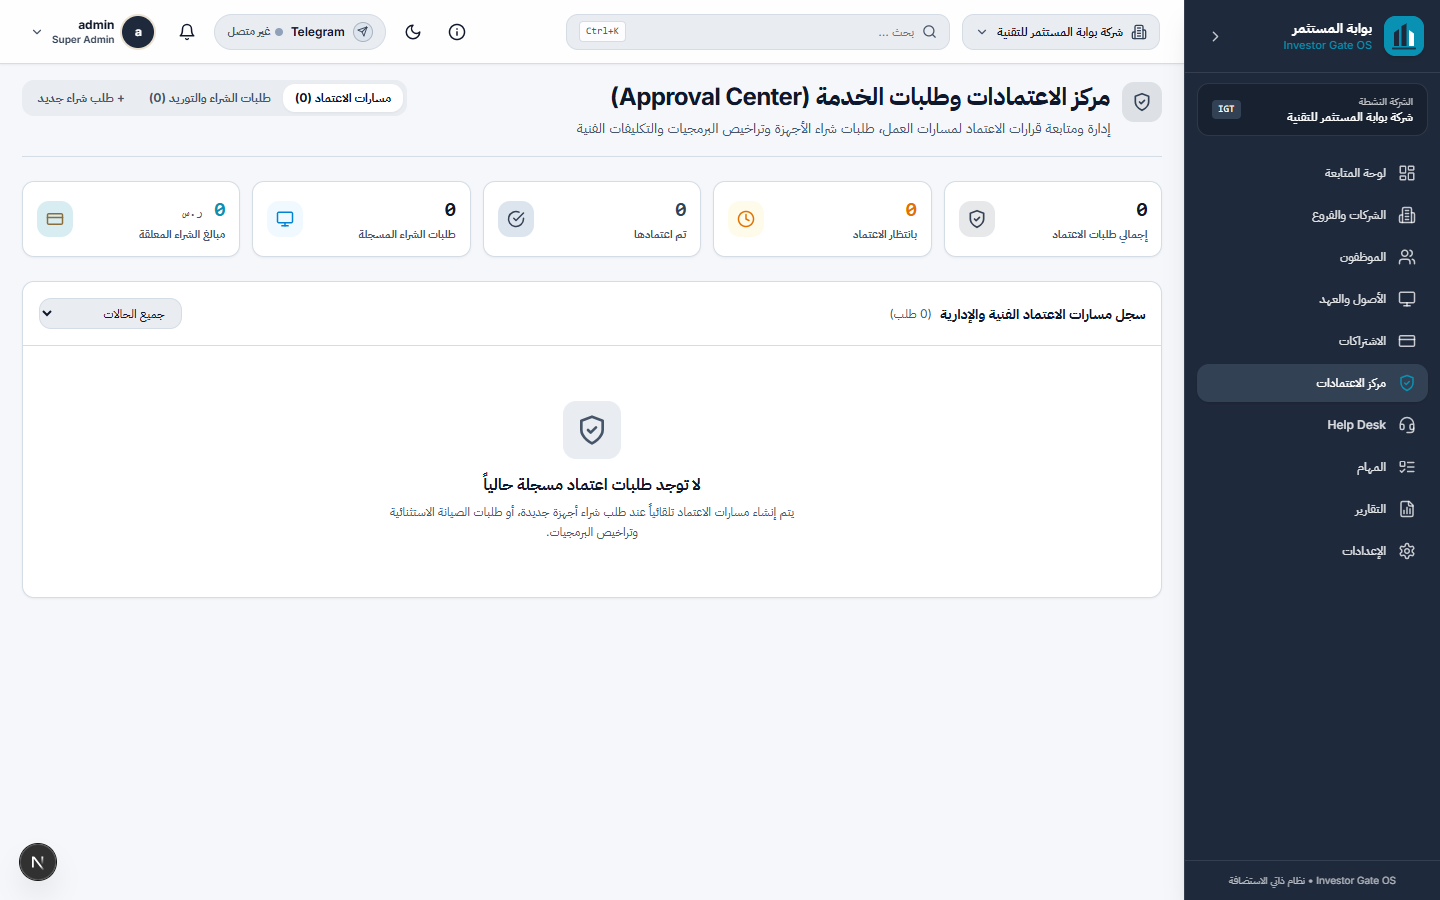 بوابة المستثمر
Investor Gate OS
الشركة النشطة
شركة بوابة المستثمر للتقنية
IGT
لوحة المتابعة
الشركات والفروع
الموظفون
الأصول والعهد
الاشتراكات
مركز الاعتمادات
Help Desk
المهام
التقارير
الإعدادات
Investor Gate OS • نظام ذاتي الاستضافة
شركة بوابة المستثمر للتقنية
بحث ...
Ctrl+K
Telegram
غير متصل
a
admin
Super Admin
مركز الاعتمادات وطلبات الخدمة (Approval Center)
إدارة ومتابعة قرارات الاعتماد لمسارات العمل، طلبات شراء الأجهزة وتراخيص البرمجيات والتكليفات الفنية
مسارات الاعتماد (0)
طلبات الشراء والتوريد (0)
+ طلب شراء جديد
0
إجمالي طلبات الاعتماد
0
بانتظار الاعتماد
0
تم اعتمادها
0
طلبات الشراء المسجلة
0 ر.س
مبالغ الشراء المعلقة
سجل مسارات الاعتماد الفنية والإدارية (0 طلب)
جميع الحالات
لا توجد طلبات اعتماد مسجلة حالياً
يتم إنشاء مسارات الاعتماد تلقائياً عند طلب شراء أجهزة جديدة، أو طلبات الصيانة الاستثنائية
وتراخيص البرمجيات.
N